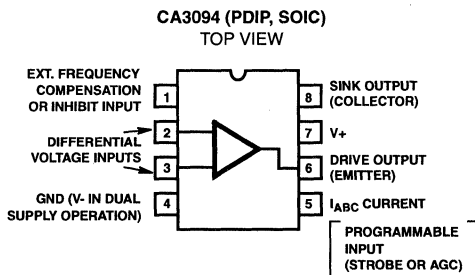 CA3094 (PDIP, SOIC)
TOP VIEW
EXT. FREQUENCY
COMPENSATION
OR INHIBIT INPUT
1
8
SINK OUTPUT
(COLLECTOR)
DIFFERENTIAL
VOLTAGE INPUTS
2
7
V+
3
6
DRIVE OUTPUT
(EMITTER)
GND (V- IN DUAL
SUPPLY OPERATION)
4
5
IABC CURRENT
PROGRAMMABLE
INPUT
(STROBE OR AGC)